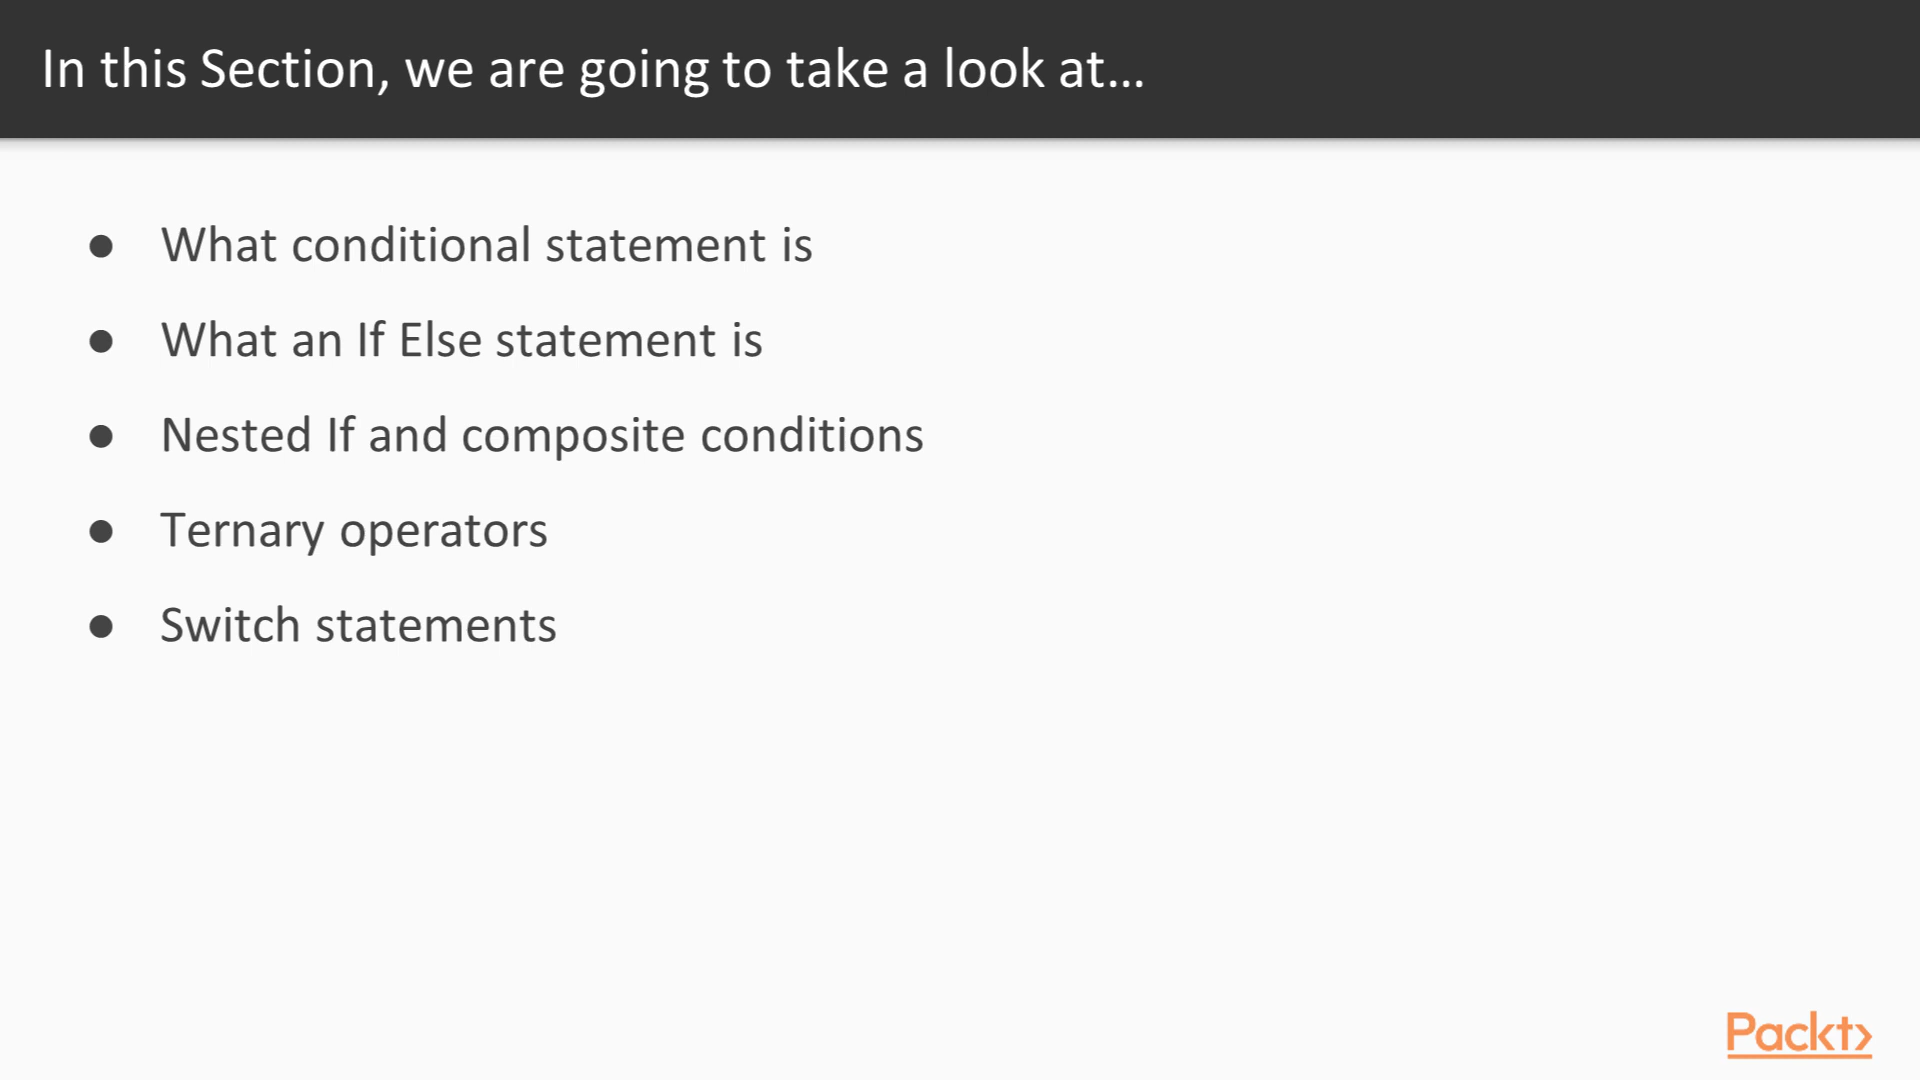 In this Section, we are going to take a look at...
● What conditional statement is
● What an If Else statement is
● Nested If and composite conditions
● Ternary operators
● Switch statements
Packt>